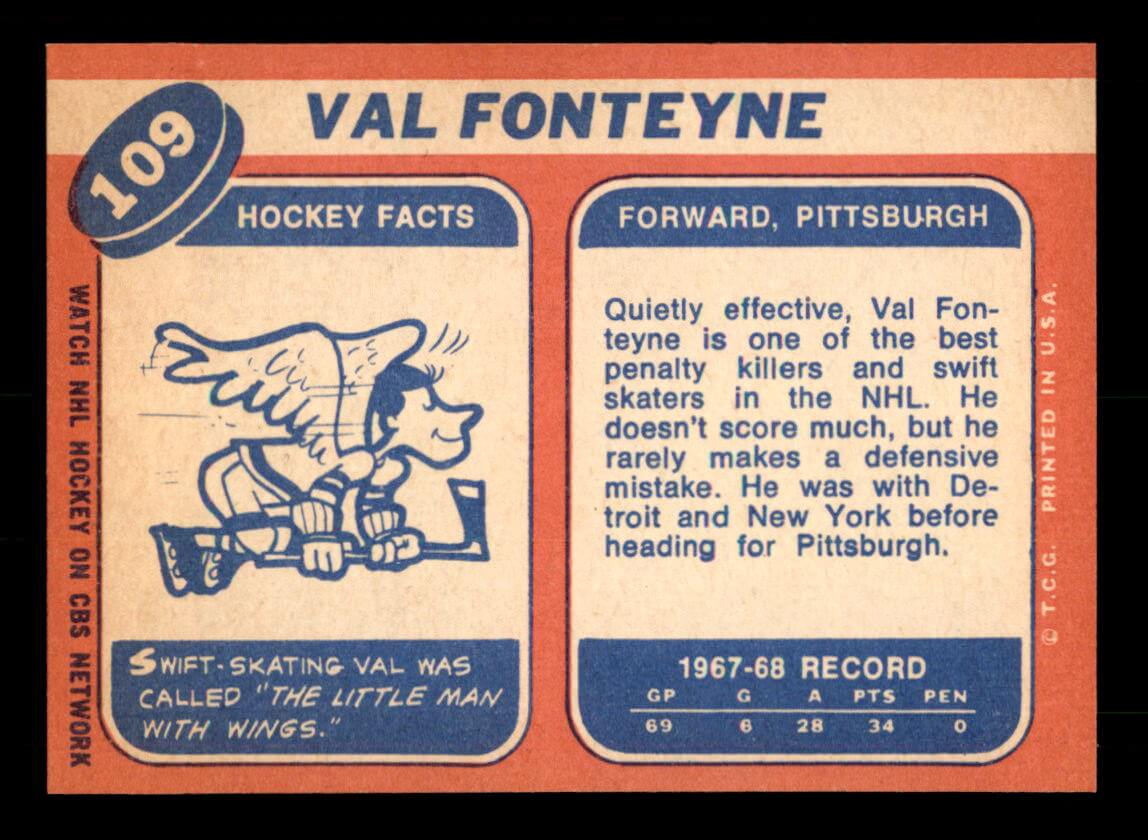 109
VAL FONTEYNE
HOCKEY FACTS
SWIFT-SKATING VAL WAS
CALLED "THE LITTLE MAN
WITH WINGS."
FORWARD, PITTSBURGH
Quietly effective, Val Fon-
teyne is one of the best
penalty killers and swift
skaters in the NHL. He
doesn't score much, but he
rarely makes a defensive
mistake. He was with De-
troit and New York before
heading for Pittsburgh.
1967-68 RECORD
GP G A PTS PEN
69 6 28 34 0
WATCH NHL HOCKEY ON CBS NETWORK
© T.C.G. PRINTED IN U.S.A.